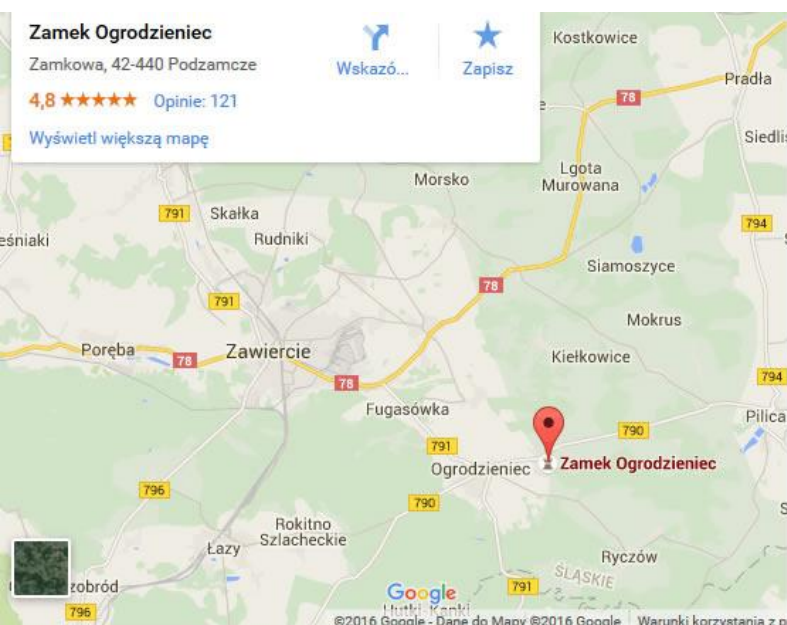 Zamek Ogrodzieniec
Zamkowa, 42-440 Podzamcze
4,8 ★★★★★ Opinie: 121
Wyświetl większą mapę
Wskazó...
Zapisz
Kostkowice
Pradła
78
Siedli
Lgota
Murowana
Morsko
791
Skałka
794
eśniaki
Rudniki
Siamoszyce
78
791
Mokrus
Poręba
78
Zawiercie
Kiełkowice
78
794
Fugasówka
Pilica
790
791
Ogrodzieniec
Zamek Ogrodzieniec
796
790
Rokitno
Szlacheckie
Łazy
Ryczów
ŚLĄSKIE
zobród
Google
791
Hutki-Kanki
796
©2016 Google - Dane do Mapy ©2016 Google
Warunki korzystania z p